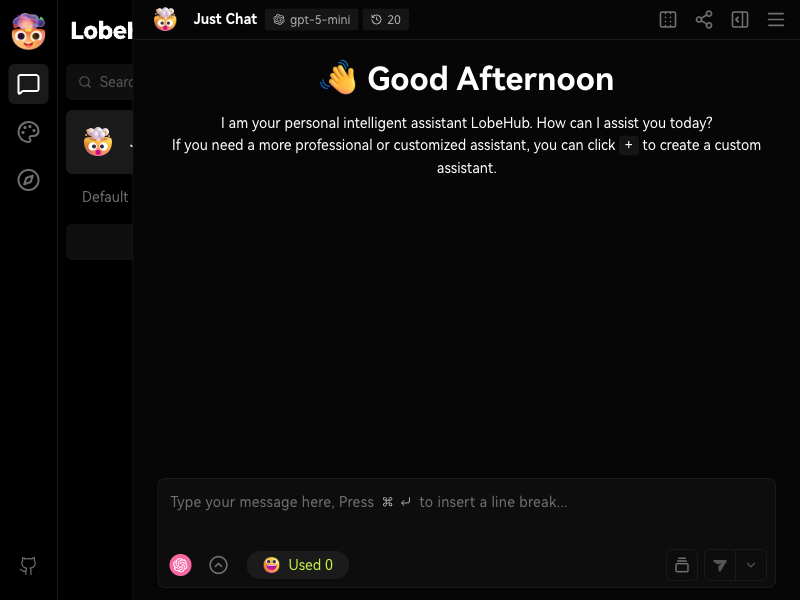 Just Chat
gpt-5-mini
20
Default
Good Afternoon
I am your personal intelligent assistant LobeHub. How can I assist you today?
If you need a more professional or customized assistant, you can click + to create a custom
assistant.
Type your message here, Press ⌘ ↵ to insert a line break...
Used 0